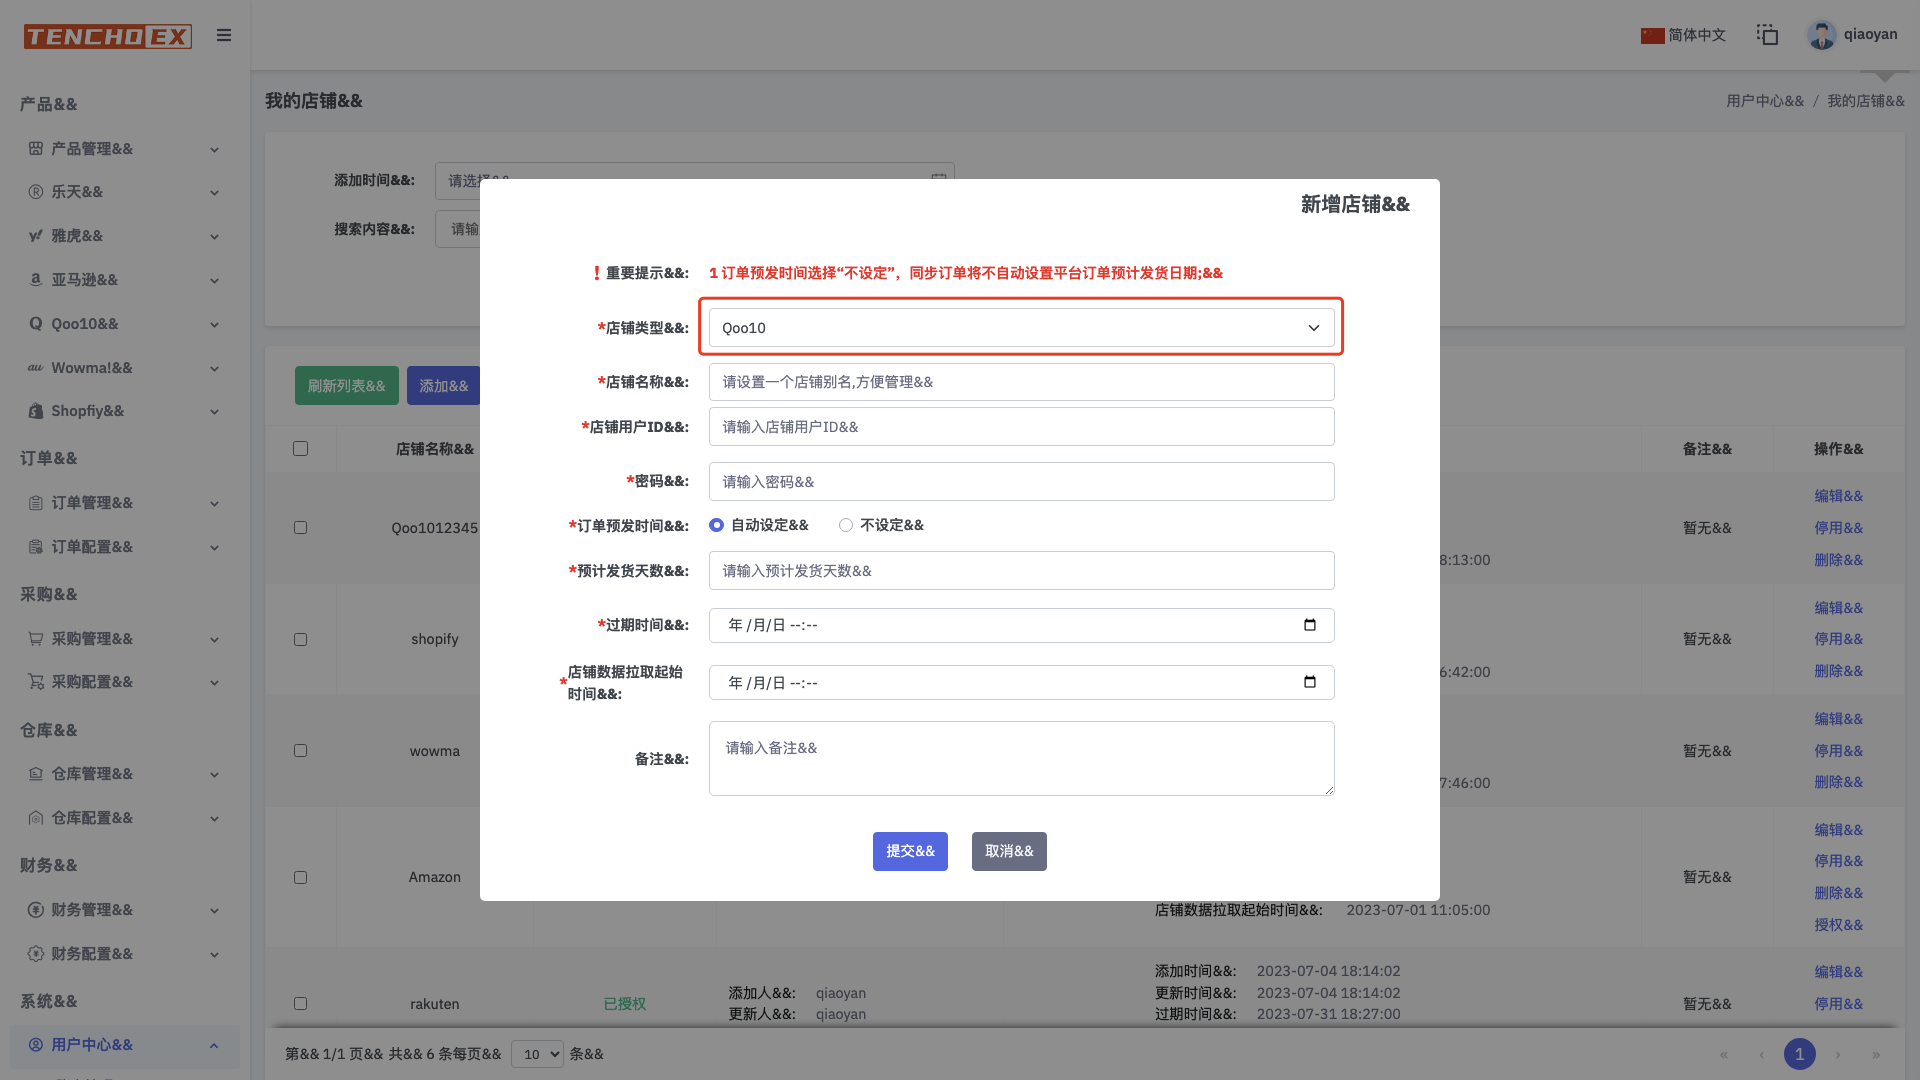 TENCHO EX
简体中文
qiaoyan
产品&&
产品管理&&
乐天&&
雅虎&&
亚马逊&&
Qoo10&&
Wowma!&&
Shopfiy&&
订单&&
订单管理&&
订单配置&&
采购&&
采购管理&&
采购配置&&
仓库&&
仓库管理&&
仓库配置&&
财务&&
财务管理&&
财务配置&&
系统&&
用户中心&&
我的店铺&&
用户中心&& / 我的店铺&&
添加时间&&:
搜索内容&&:
请输
刷新列表&&
添加&&
店铺名称&&
备注&&
操作&&
新增店铺&&
❗重要提示&&: 1 订单预发时间选择“不设定”，同步订单将不自动设置平台订单预计发货日期;&&
*店铺类型&&: Qoo10
*店铺名称&&: 请设置一个店铺别名,方便管理&&
*店铺用户ID&&: 请输入店铺用户ID&&
*密码&&: 请输入密码&&
*订单预发时间&&: 自动设定&& 不设定&&
*预计发货天数&&: 请输入预计发货天数&&
*过期时间&&: 年 /月/日 --:--
*店铺数据拉取起始
时间&&: 年 /月/日 --:--
备注&&: 请输入备注&&
提交&& 取消&&
Qoo1012345
8:13:00
暂无&&
编辑&&
停用&&
删除&&
shopify
6:42:00
暂无&&
编辑&&
停用&&
删除&&
wowma
7:46:00
暂无&&
编辑&&
停用&&
删除&&
Amazon
店铺数据拉取起始时间&&: 2023-07-01 11:05:00
暂无&&
编辑&&
停用&&
删除&&
授权&&
rakuten
已授权
添加人&&: qiaoyan
更新人&&: qiaoyan
添加时间&&: 2023-07-04 18:14:02
更新时间&&: 2023-07-04 18:14:02
过期时间&&: 2023-07-31 18:27:00
暂无&&
编辑&&
停用&&
第&& 1/1 页&& 共&& 6 条每页&& 10 条&&
« ‹ 1 › »